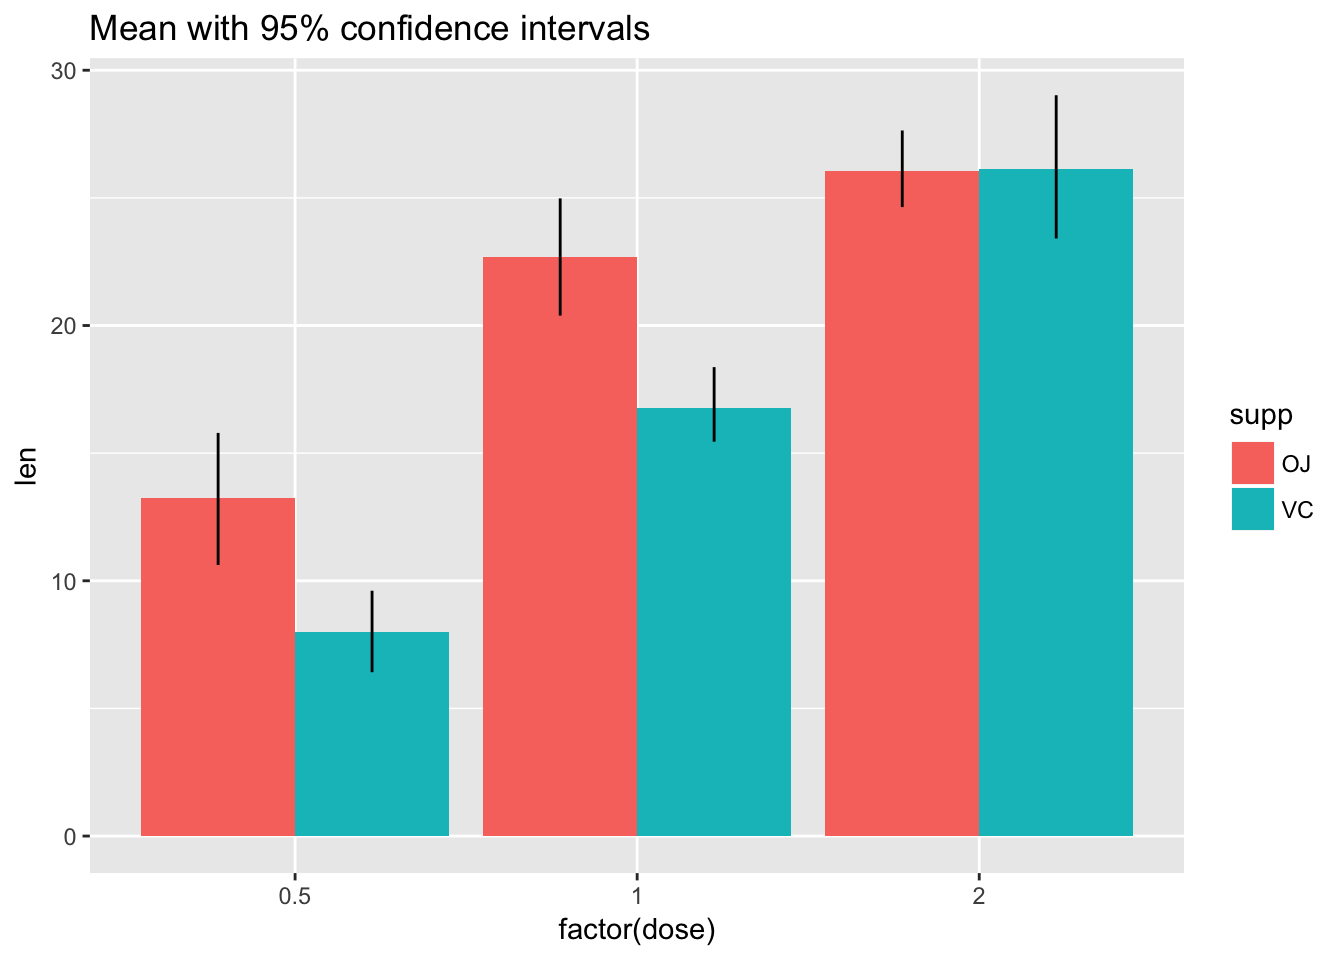 Mean with 95% confidence intervals
30
20
10
0
len
0.5
1
2
factor(dose)
supp
OJ
VC